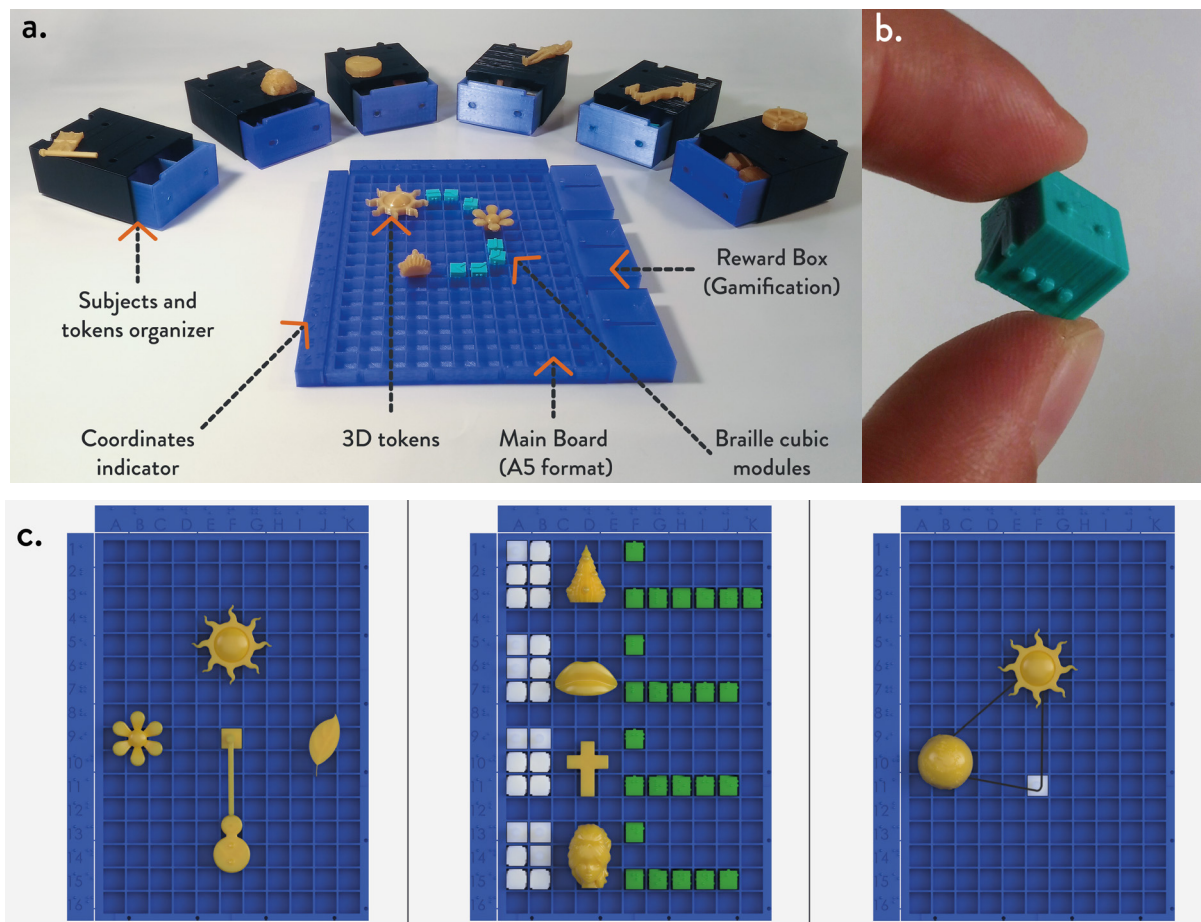 a.
b.
Subjects and
tokens organizer
Reward Box
(Gamification)
Coordinates
indicator
3D tokens
Main Board
(A5 format)
Braille cubic
modules
c.
A B C D E F G H I J K
1
2
3
4
5
6
7
8
9
10
11
12
13
14
15
16
A B C D E F G H I J K
1
2
3
4
5
6
7
8
9
10
11
12
13
14
15
16
A B C D E F G H I J K
1
2
3
4
5
6
7
8
9
10
11
12
13
14
15
16